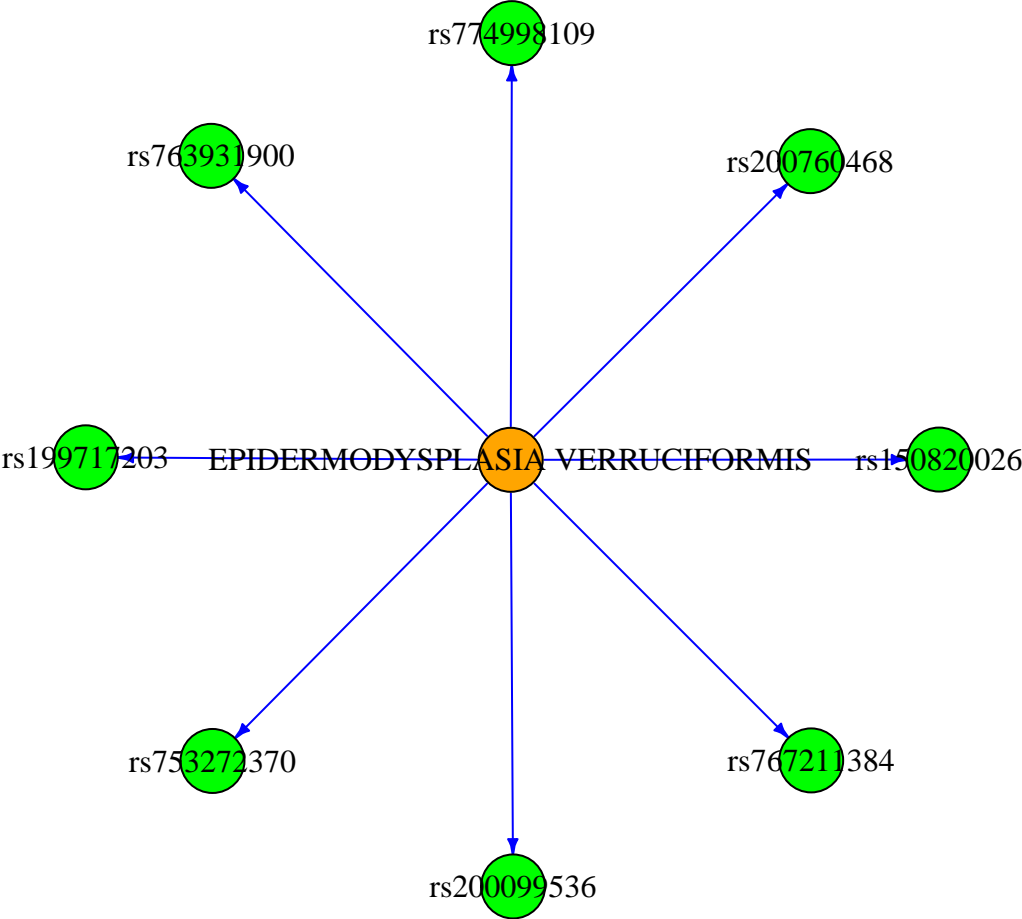 rs774998109
rs763931900
rs200760468
rs199717203
EPIDERMODYSPLASIA VERRUCIFORMIS
rs150820026
rs753272370
rs767211384
rs200099536